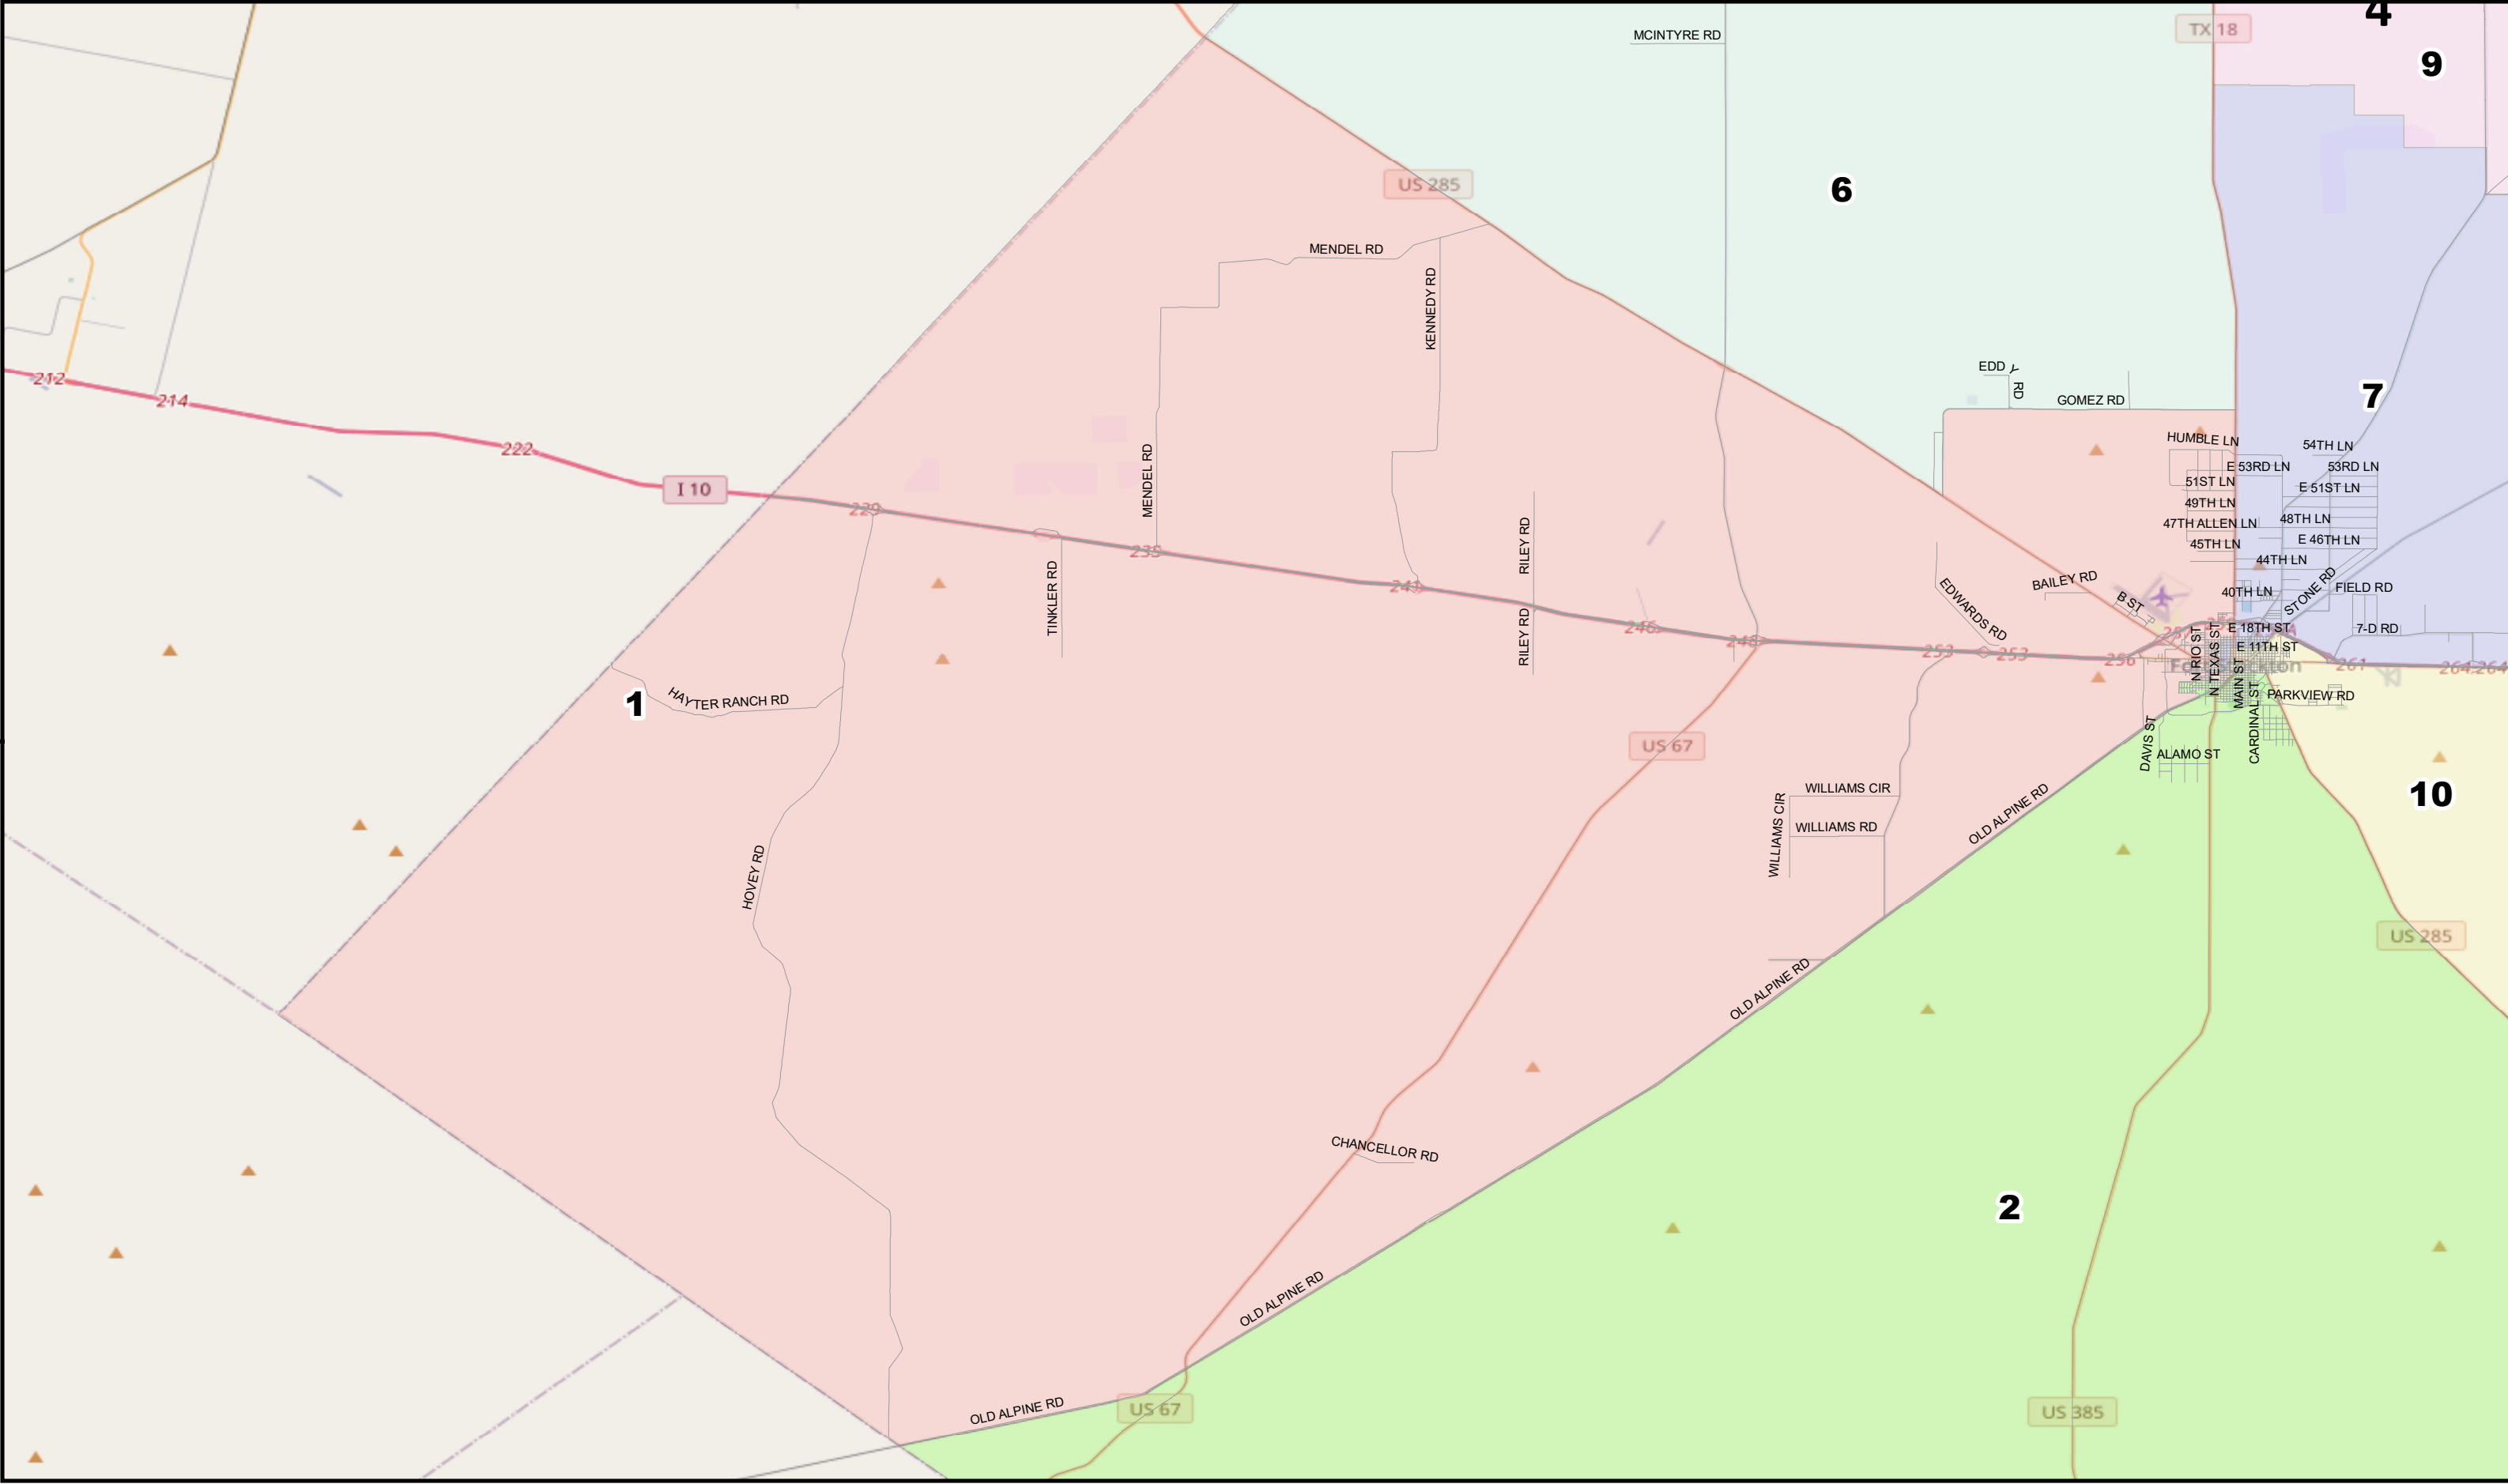 4
MCINTYRE RD
TX 18
9
US 285
6
MENDEL RD
KENNEDY RD
EDDY RD
GOMEZ RD
7
212
214
222
I 10
229
MENDEL RD
235
TINKLER RD
241
RILEY RD
RILEY RD
246
248
253
253
256
EDWARDS RD
BAILEY RD
B ST
HUMBLE LN
54TH LN
E 53RD LN
53RD LN
51ST LN
E 51ST LN
49TH LN
47TH ALLEN LN
48TH LN
45TH LN
E 46TH LN
44TH LN
40TH LN
STONE RD
FIELD RD
E 18TH ST
7-D RD
E 11TH ST
N RIO ST
N TEXAS ST
MAIN ST
261
264
264
PARKVIEW RD
CARDINAL ST
DAVIS ST
ALAMO ST
1
HAYTER RANCH RD
US 67
WILLIAMS CIR
WILLIAMS CIR
WILLIAMS RD
OLD ALPINE RD
10
HOVEY RD
US 285
OLD ALPINE RD
CHANCELLOR RD
2
OLD ALPINE RD
OLD ALPINE RD
US 67
US 385